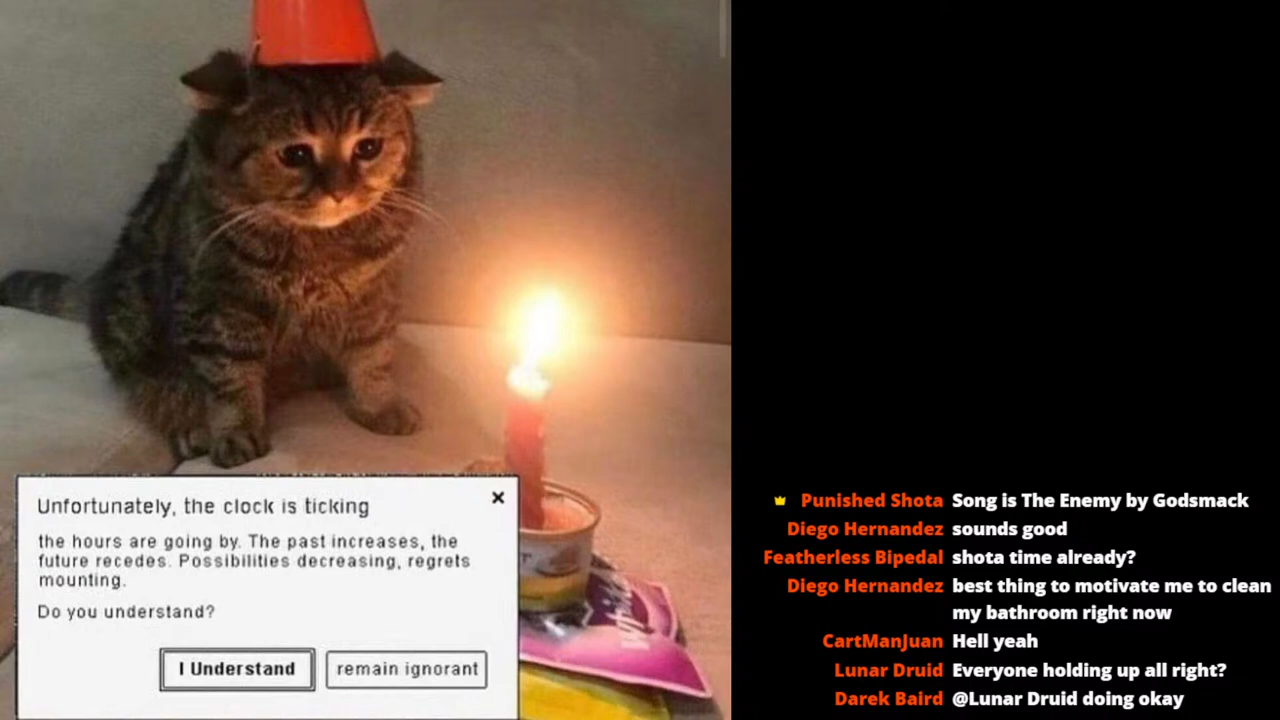 Unfortunately, the clock is ticking
the hours are going by. The past increases, the
future recedes. Possibilities decreasing, regrets
mounting.
Do you understand?
I Understand
remain ignorant
Punished Shota Song is The Enemy by Godsmack
Diego Hernandez sounds good
Featherless Bipedal shota time already?
Diego Hernandez best thing to motivate me to clean
my bathroom right now
CartManJuan Hell yeah
Lunar Druid Everyone holding up all right?
Darek Baird @Lunar Druid doing okay